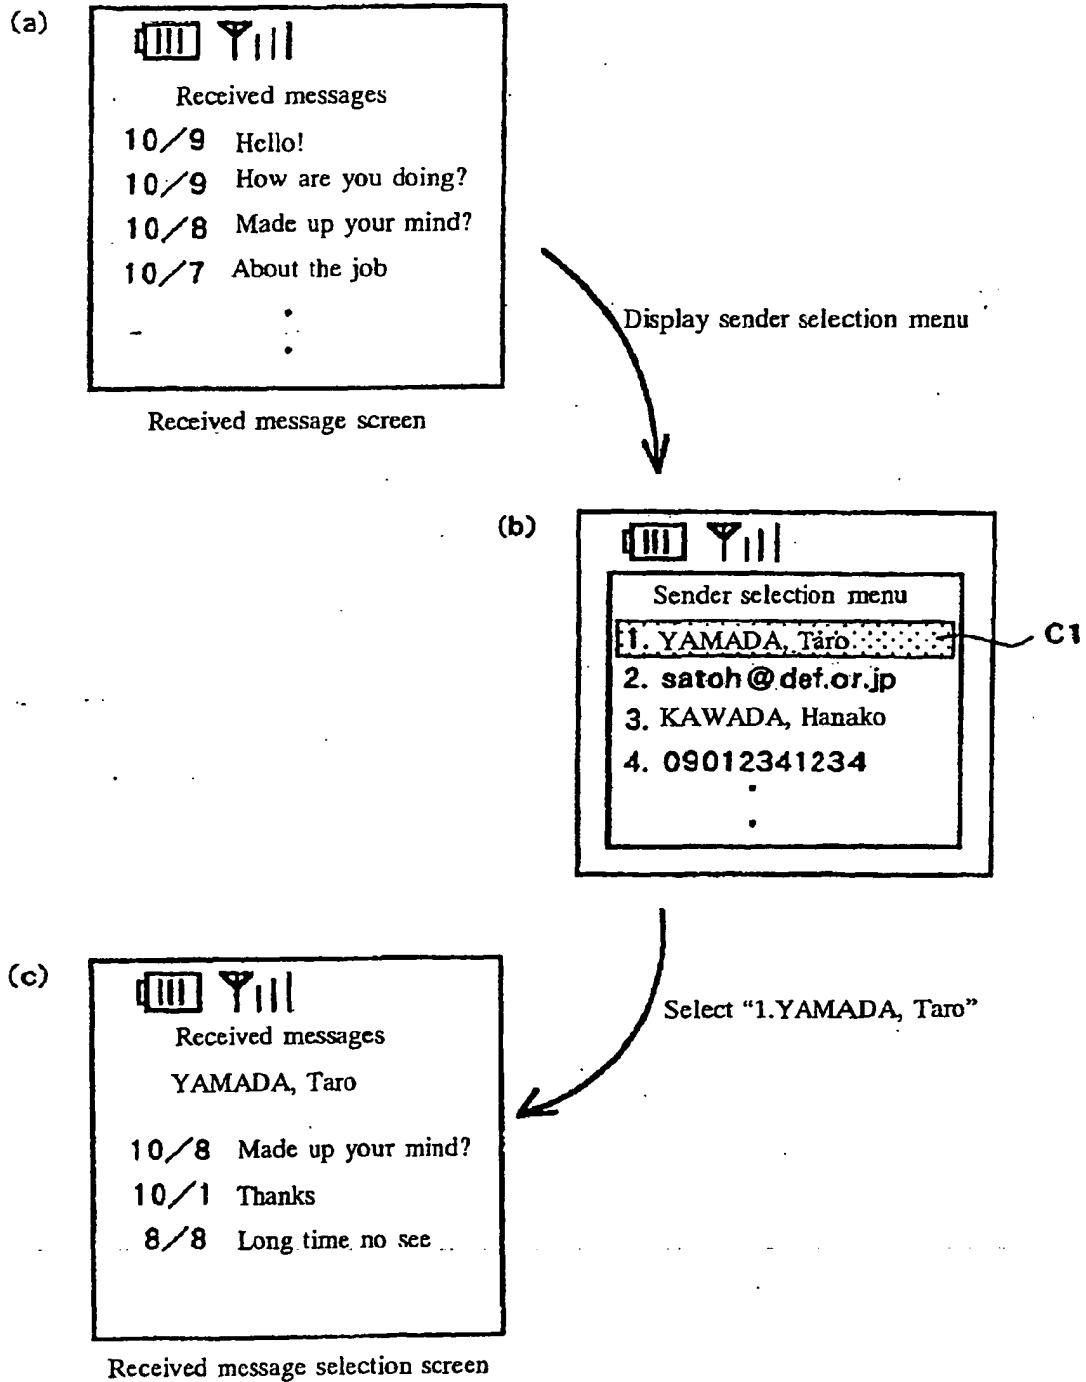 (a)
Received messages
10/9 Hello!
10/9 How are you doing?
10/8 Made up your mind?
10/7 About the job
Received message screen
Display sender selection menu
(b)
Sender selection menu
1. YAMADA, Taro
C1
2. satoh@def.or.jp
3. KAWADA, Hanako
4. 09012341234
Select “1.YAMADA, Taro”
(c)
Received messages
YAMADA, Taro
10/8 Made up your mind?
10/1 Thanks
8/8 Long time no see
Received message selection screen